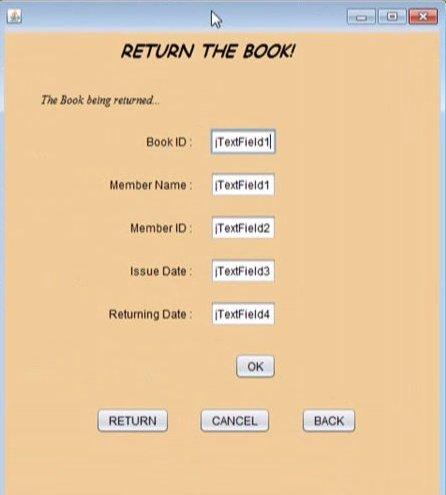 RETURN THE BOOK!
The Book being returned...
Book ID : jTextField1
Member Name : jTextField1
Member ID : jTextField2
Issue Date : jTextField3
Returning Date : jTextField4
OK
RETURN CANCEL BACK